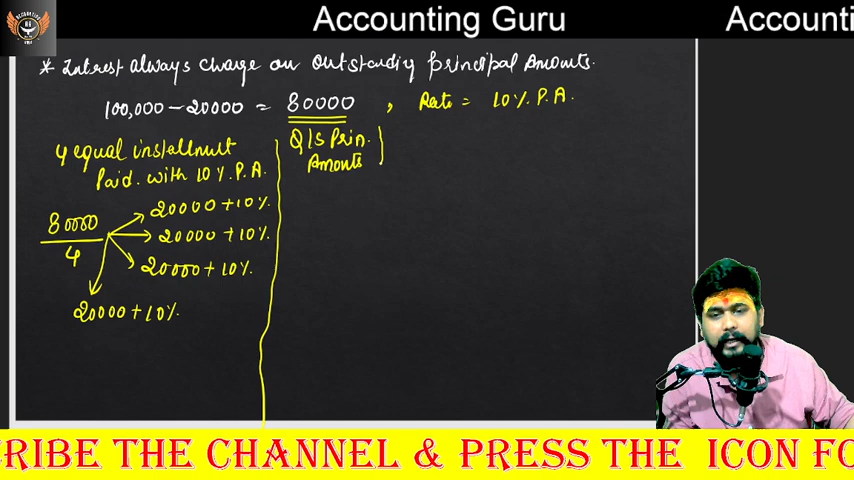 Accounting Guru
Accounti
* Interest always charge on outstanding principal Amounts.
100,000 - 20000 = 80000 , Rate = 10% P.A.
4 equal installment
Paid. with 10% P.A.
O/S Prin.
Amounts
80000
4
20000 + 10%
20000 + 10%.
20000 + 10%.
20000 + 10%.
CRIBE THE CHANNEL & PRESS THE ICON FO